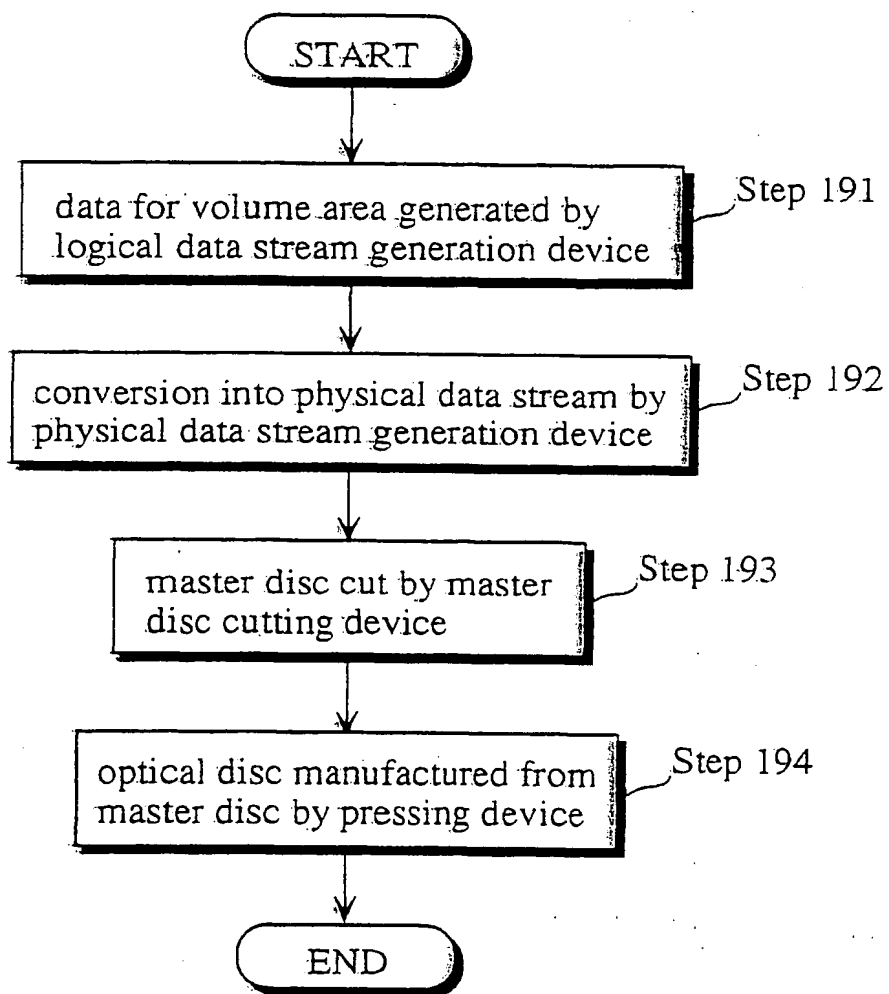 START
data for volume area generated by
logical data stream generation device
Step 191
conversion into physical data stream by
physical data stream generation device
Step 192
master disc cut by master
disc cutting device
Step 193
optical disc manufactured from
master disc by pressing device
Step 194
END